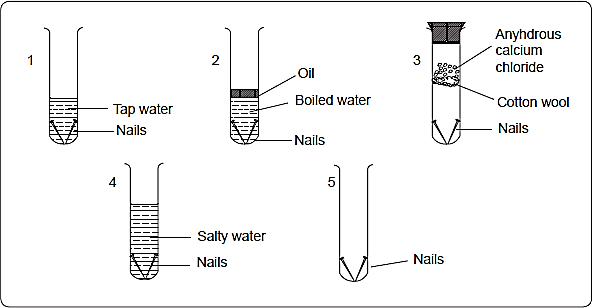 1
Tap water
Nails
2
Oil
Boiled water
Nails
3
Anyhdrous
calcium
chloride
Cotton wool
Nails
4
Salty water
Nails
5
Nails